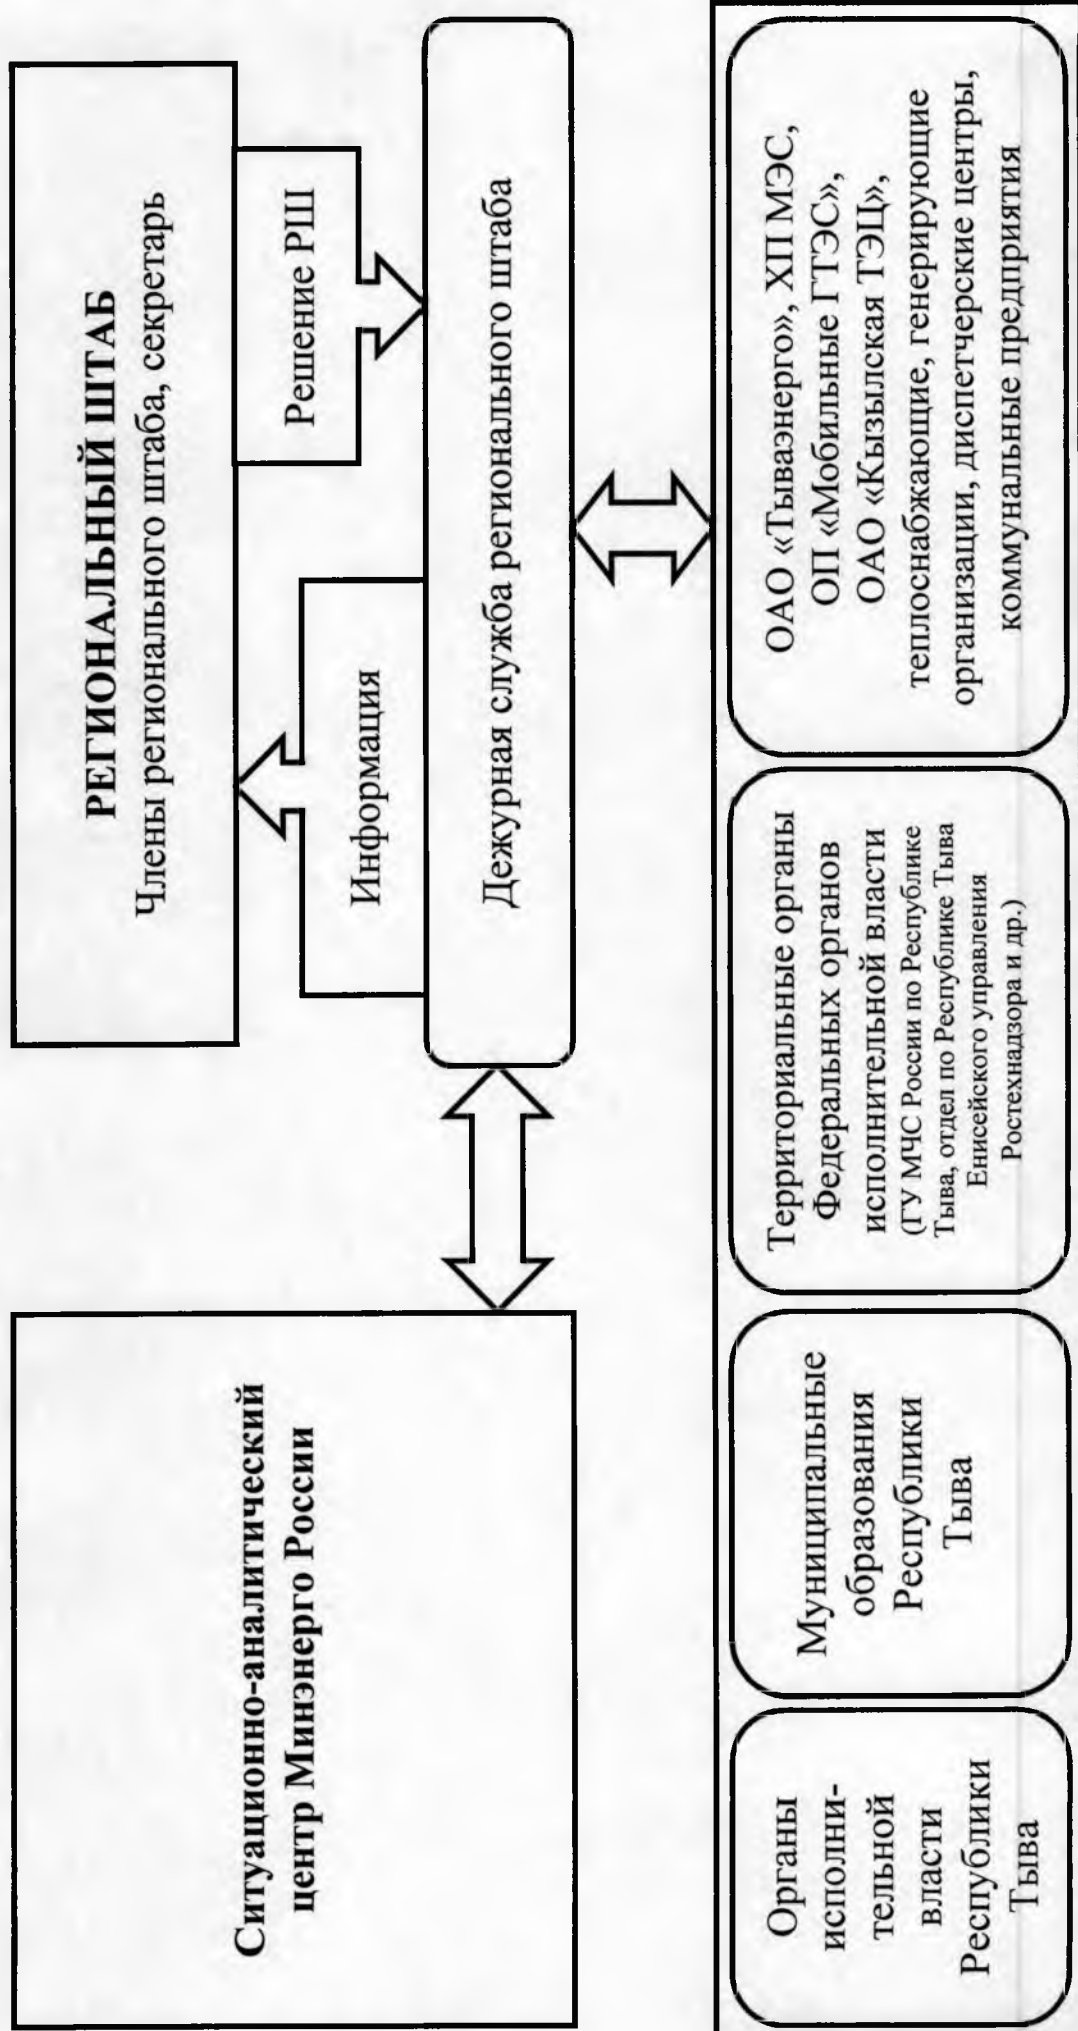 Ситуационно-аналитический
центр Минэнерго России
РЕГИОНАЛЬНЫЙ ШТАБ
Члены регионального штаба, секретарь
Информация
Решение РШ
Дежурная служба регионального штаба
Органы
исполни-
тельной
власти
Республики
Тыва
Муниципальные
образования
Республики
Тыва
Территориальные органы
Федеральных органов
исполнительной власти
(ГУ МЧС России по Республике
Тыва, отдел по Республике Тыва
Енисейского управления
Ростехнадзора и др.)
ОАО «Тываэнерго», ХП МЭС,
ОП «Мобильные ГТЭС»,
ОАО «Кызылская ТЭЦ»,
теплоснабжающие, генерирующие
организации, диспетчерские центры,
коммунальные предприятия